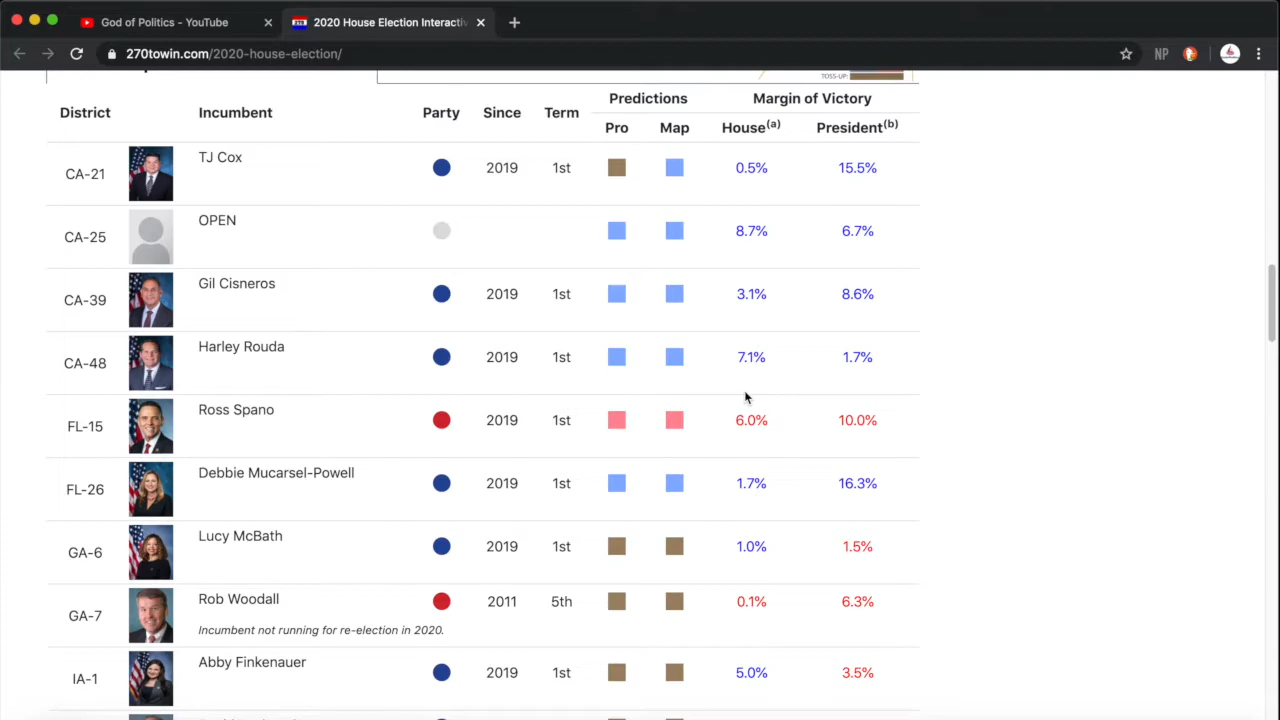 God of Politics - YouTube
2020 House Election Interactiv
270towin.com/2020-house-election/
NP
TOSS-UP:
District Incumbent Party Since Term Predictions Margin of Victory
Pro Map House(a) President(b)
CA-21 TJ Cox 2019 1st 0.5% 15.5%
CA-25 OPEN 8.7% 6.7%
CA-39 Gil Cisneros 2019 1st 3.1% 8.6%
CA-48 Harley Rouda 2019 1st 7.1% 1.7%
FL-15 Ross Spano 2019 1st 6.0% 10.0%
FL-26 Debbie Mucarsel-Powell 2019 1st 1.7% 16.3%
GA-6 Lucy McBath 2019 1st 1.0% 1.5%
GA-7 Rob Woodall 2011 5th 0.1% 6.3%
Incumbent not running for re-election in 2020.
IA-1 Abby Finkenauer 2019 1st 5.0% 3.5%